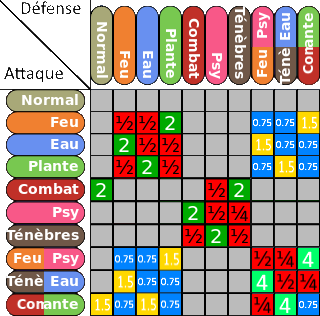 Défense
Attaque
Normal
Feu
Eau
Plante
Combat
Psy
Ténèbres
Feu Psy
Ténè Eau
Conante
Normal
Feu ½ ½ 2 0.75 0.75 1.5
Eau 2 ½ ½ 1.5 0.75 0.75
Plante ½ 2 ½ 0.75 1.5 0.75
Combat 2 ½ 2
Psy 2 ½ ¼
Ténèbres ½ 2 ½
Feu Psy 0.75 0.75 1.5 ½ ¼ 4
Ténè Eau 1.5 0.75 0.75 4 ½ ¼
Comante 1.5 0.75 1.5 0.75 ¼ 4 ½